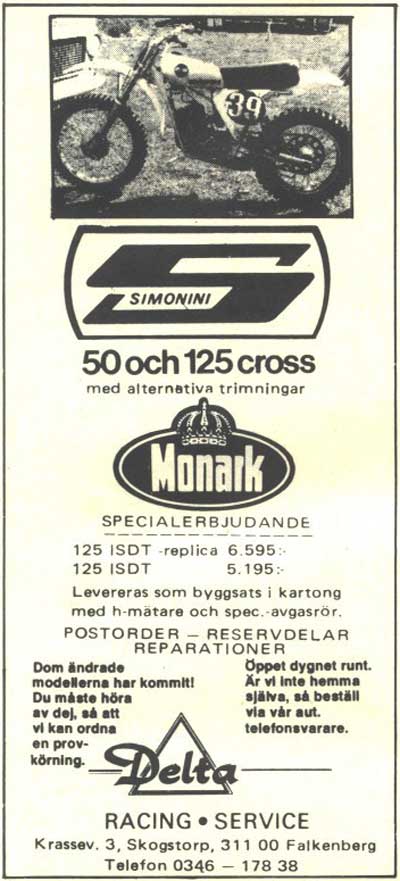 39
SIMONINI
50 och 125 cross
med alternativa trimningar
Monark
SPECIALERBJUDANDE
125 ISDT -replica 6.595:-
125 ISDT 5.195:-
Levereras som byggsats i kartong
med h-mätare och spec.-avgasrör.
POSTORDER — RESERVDELAR
REPARATIONER
Dom ändrade
modellerna har kommit!
Du måste höra
av dej, så att
vi kan ordna
en prov-
körning.
Öppet dygnet runt.
Är vi inte hemma
själva, så beställ
via vår aut.
telefonsvarare.
Delta
RACING • SERVICE
Krassev. 3, Skogstorp, 311 00 Falkenberg
Telefon 0346 — 178 38